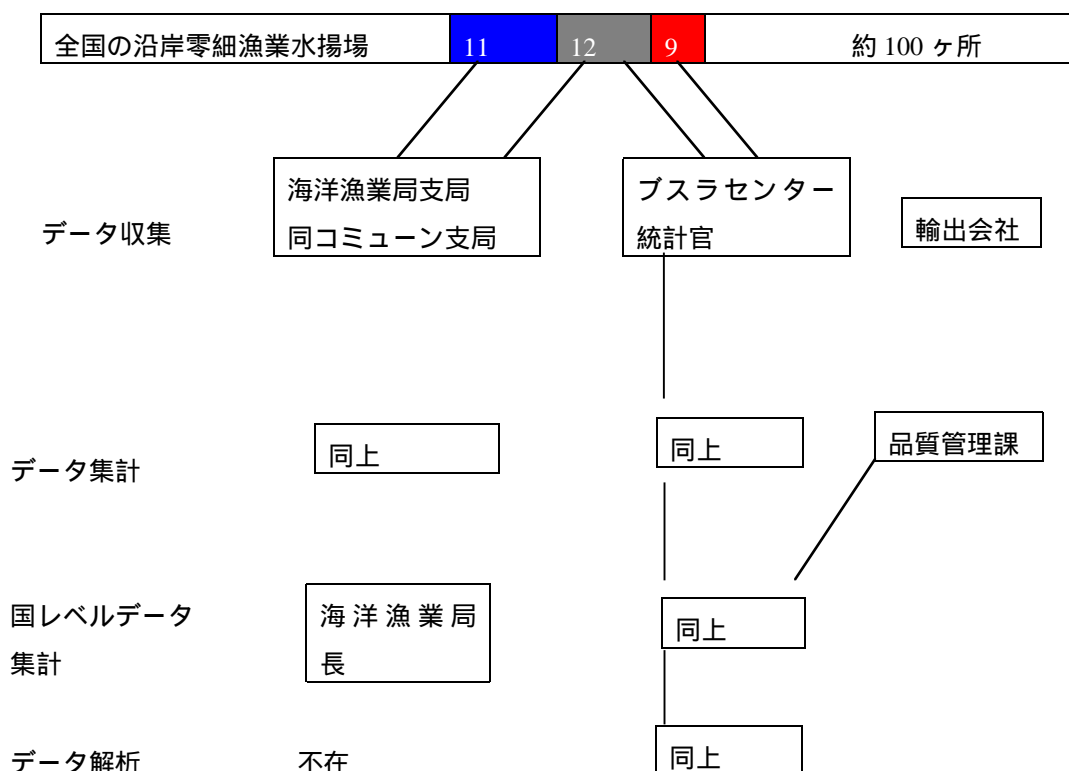 全国の沿岸零細漁業水揚場 11 12 9 約 100 ヶ所
海洋漁業局支局
同コミューン支局
ブスラセンター
統計官
輸出会社
データ収集
データ集計
同上
同上
品質管理課
国レベルデータ
集計
海洋漁業局
長
同上
データ解析
不在
同上